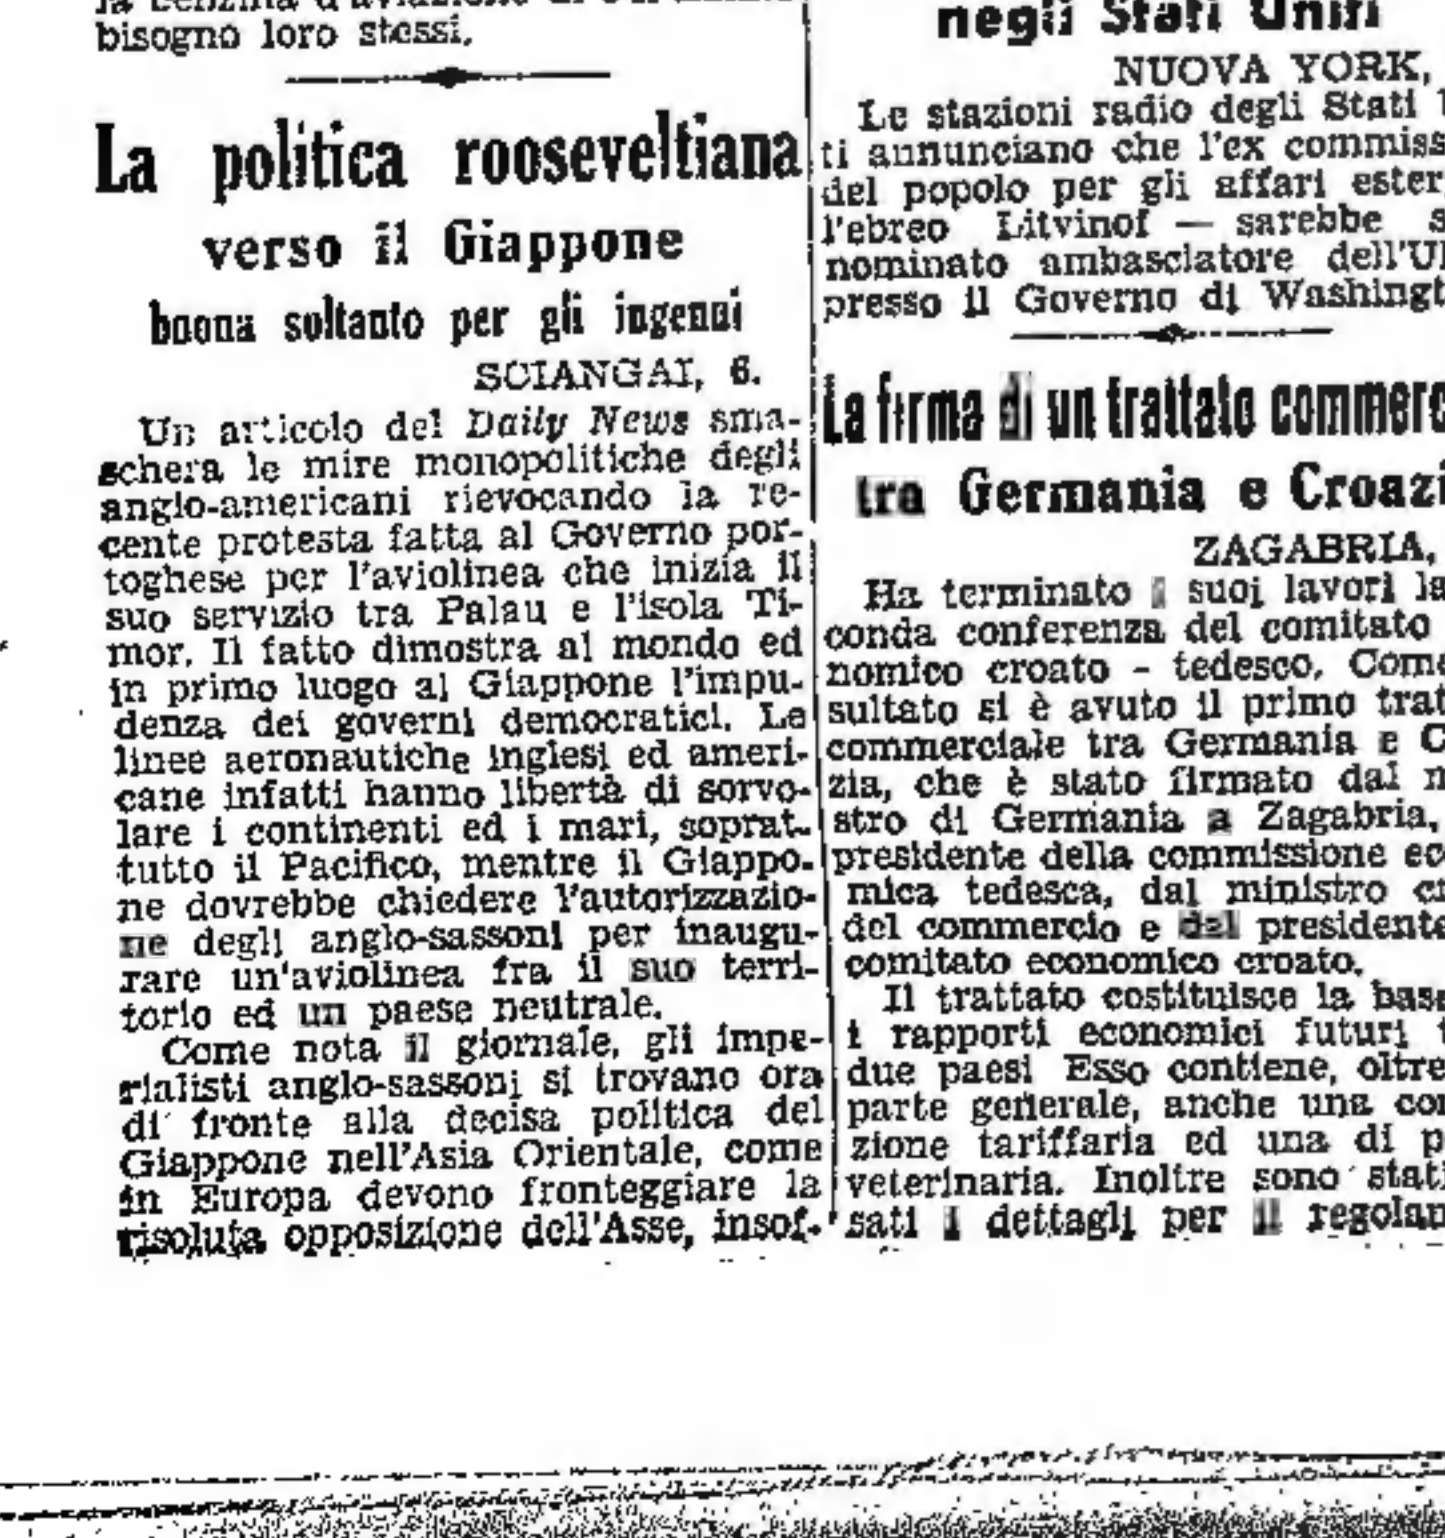 bisogno loro stessi.
La politica rooseveltiana
verso il Giappone
buona soltanto per gli ingenui
SCIANGAI, 6.
Un articolo del Daily News sma-
schera le mire monopolitiche degli
anglo-americani rievocando la re-
cente protesta fatta al Governo por-
toghese per l'aviolinea che inizia il
suo servizio tra Palau e l'isola Ti-
mor. Il fatto dimostra al mondo ed
in primo luogo al Giappone l'impu-
denza dei governi democratici. Le
linee aeronautiche inglesi ed ameri-
cane infatti hanno libertà di sorvo-
lare i continenti ed i mari, soprat-
tutto il Pacifico, mentre il Giappo-
ne dovrebbe chiedere l'autorizzazio-
ne degli anglo-sassoni per inaugu-
rare un'aviolinea fra il suo terri-
torio ed un paese neutrale.
Come nota il giornale, gli impe-
rialisti anglo-sassoni si trovano ora
di fronte alla decisa politica del
Giappone nell'Asia Orientale, come
in Europa devono fronteggiare la
risoluta opposizione dell'Asse, insof-
negli Stati Uniti
NUOVA YORK,
Le stazioni radio degli Stati
ti annunciano che l'ex commiss
del popolo per gli affari ester
l'ebreo Litvinof — sarebbe s
nominato ambasciatore dell'U
presso il Governo di Washingt
La firma di un trattato commerc
tra Germania e Croazi
ZAGABRIA,
Ha terminato i suoi lavori la
conda conferenza del comitato
nomico croato - tedesco. Come
sultato si è avuto il primo trat
commerciale tra Germania e C
zia, che è stato firmato dal m
stro di Germania a Zagabria,
presidente della commissione eco
mica tedesca, dal ministro cr
del commercio e dal presidente
comitato economico croato.
Il trattato costituisce la base
i rapporti economici futuri t
due paesi Esso contiene, oltre
parte generale, anche una con
zione tariffaria ed una di p
veterinaria. Inoltre sono stati
sati i dettagli per il regolam